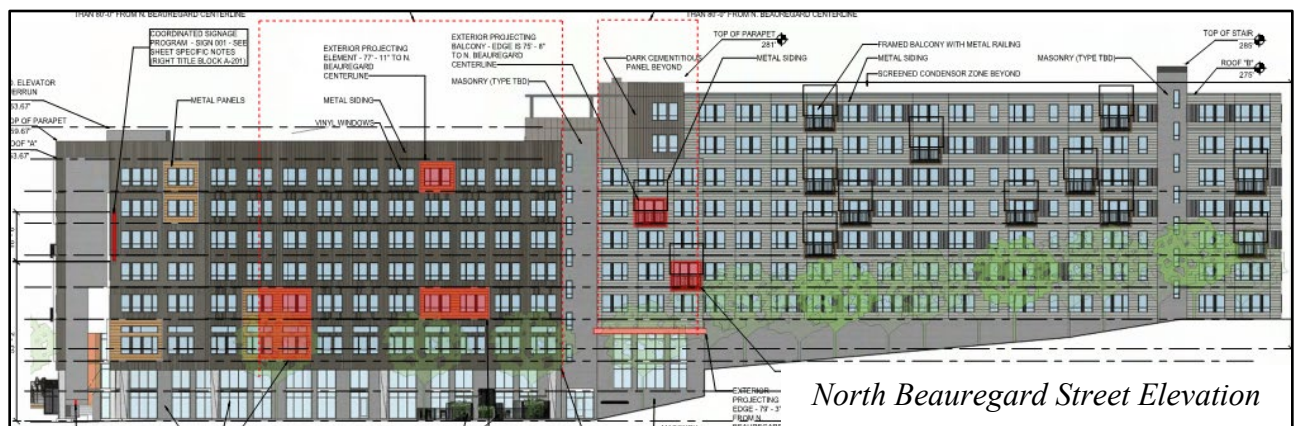 THAN 80'-0" FROM N. BEAUREGARD CENTERLINE
THAN 80'-0" FROM N. BEAUREGARD CENTERLINE
COORDINATED SIGNAGE
PROGRAM - SIGN 001 - SEE
SHEET SPECIFIC NOTES
(RIGHT TITLE BLOCK A-201)
EXTERIOR PROJECTING
ELEMENT - 77' - 11" TO N.
BEAUREGARD
CENTERLINE
EXTERIOR PROJECTING
BALCONY - EDGE IS 75' - 8"
TO N. BEAUREGARD
CENTERLINE
MASONRY (TYPE TBD)
DARK CEMENTITIOUS
PANEL BEYOND
TOP OF PARAPET
281'
METAL SIDING
FRAMED BALCONY WITH METAL RAILING
METAL SIDING
SCREENED CONDENSOR ZONE BEYOND
MASONRY (TYPE TBD)
TOP OF STAIR
285'
ROOF "B"
275'
ELEVATOR
METAL PANELS
METAL SIDING
VINYL WINDOWS
OF PARAPET
"A"
EXTERIOR
PROJECTING
EDGE - 79' - 3"
FROM N.
BEAUREGARD
MASONRY
North Beauregard Street Elevation